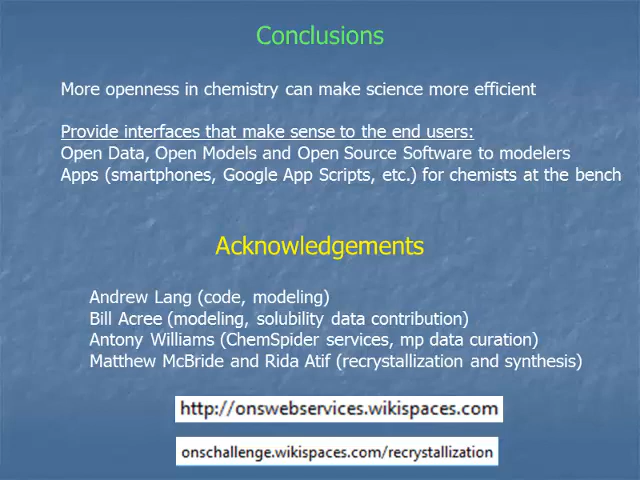 Conclusions
More openness in chemistry can make science more efficient
Provide interfaces that make sense to the end users:
Open Data, Open Models and Open Source Software to modelers
Apps (smartphones, Google App Scripts, etc.) for chemists at the bench
Acknowledgements
Andrew Lang (code, modeling)
Bill Acree (modeling, solubility data contribution)
Antony Williams (ChemSpider services, mp data curation)
Matthew McBride and Rida Atif (recrystallization and synthesis)
http://onswebservices.wikispaces.com
onschallenge.wikispaces.com/recrystallization